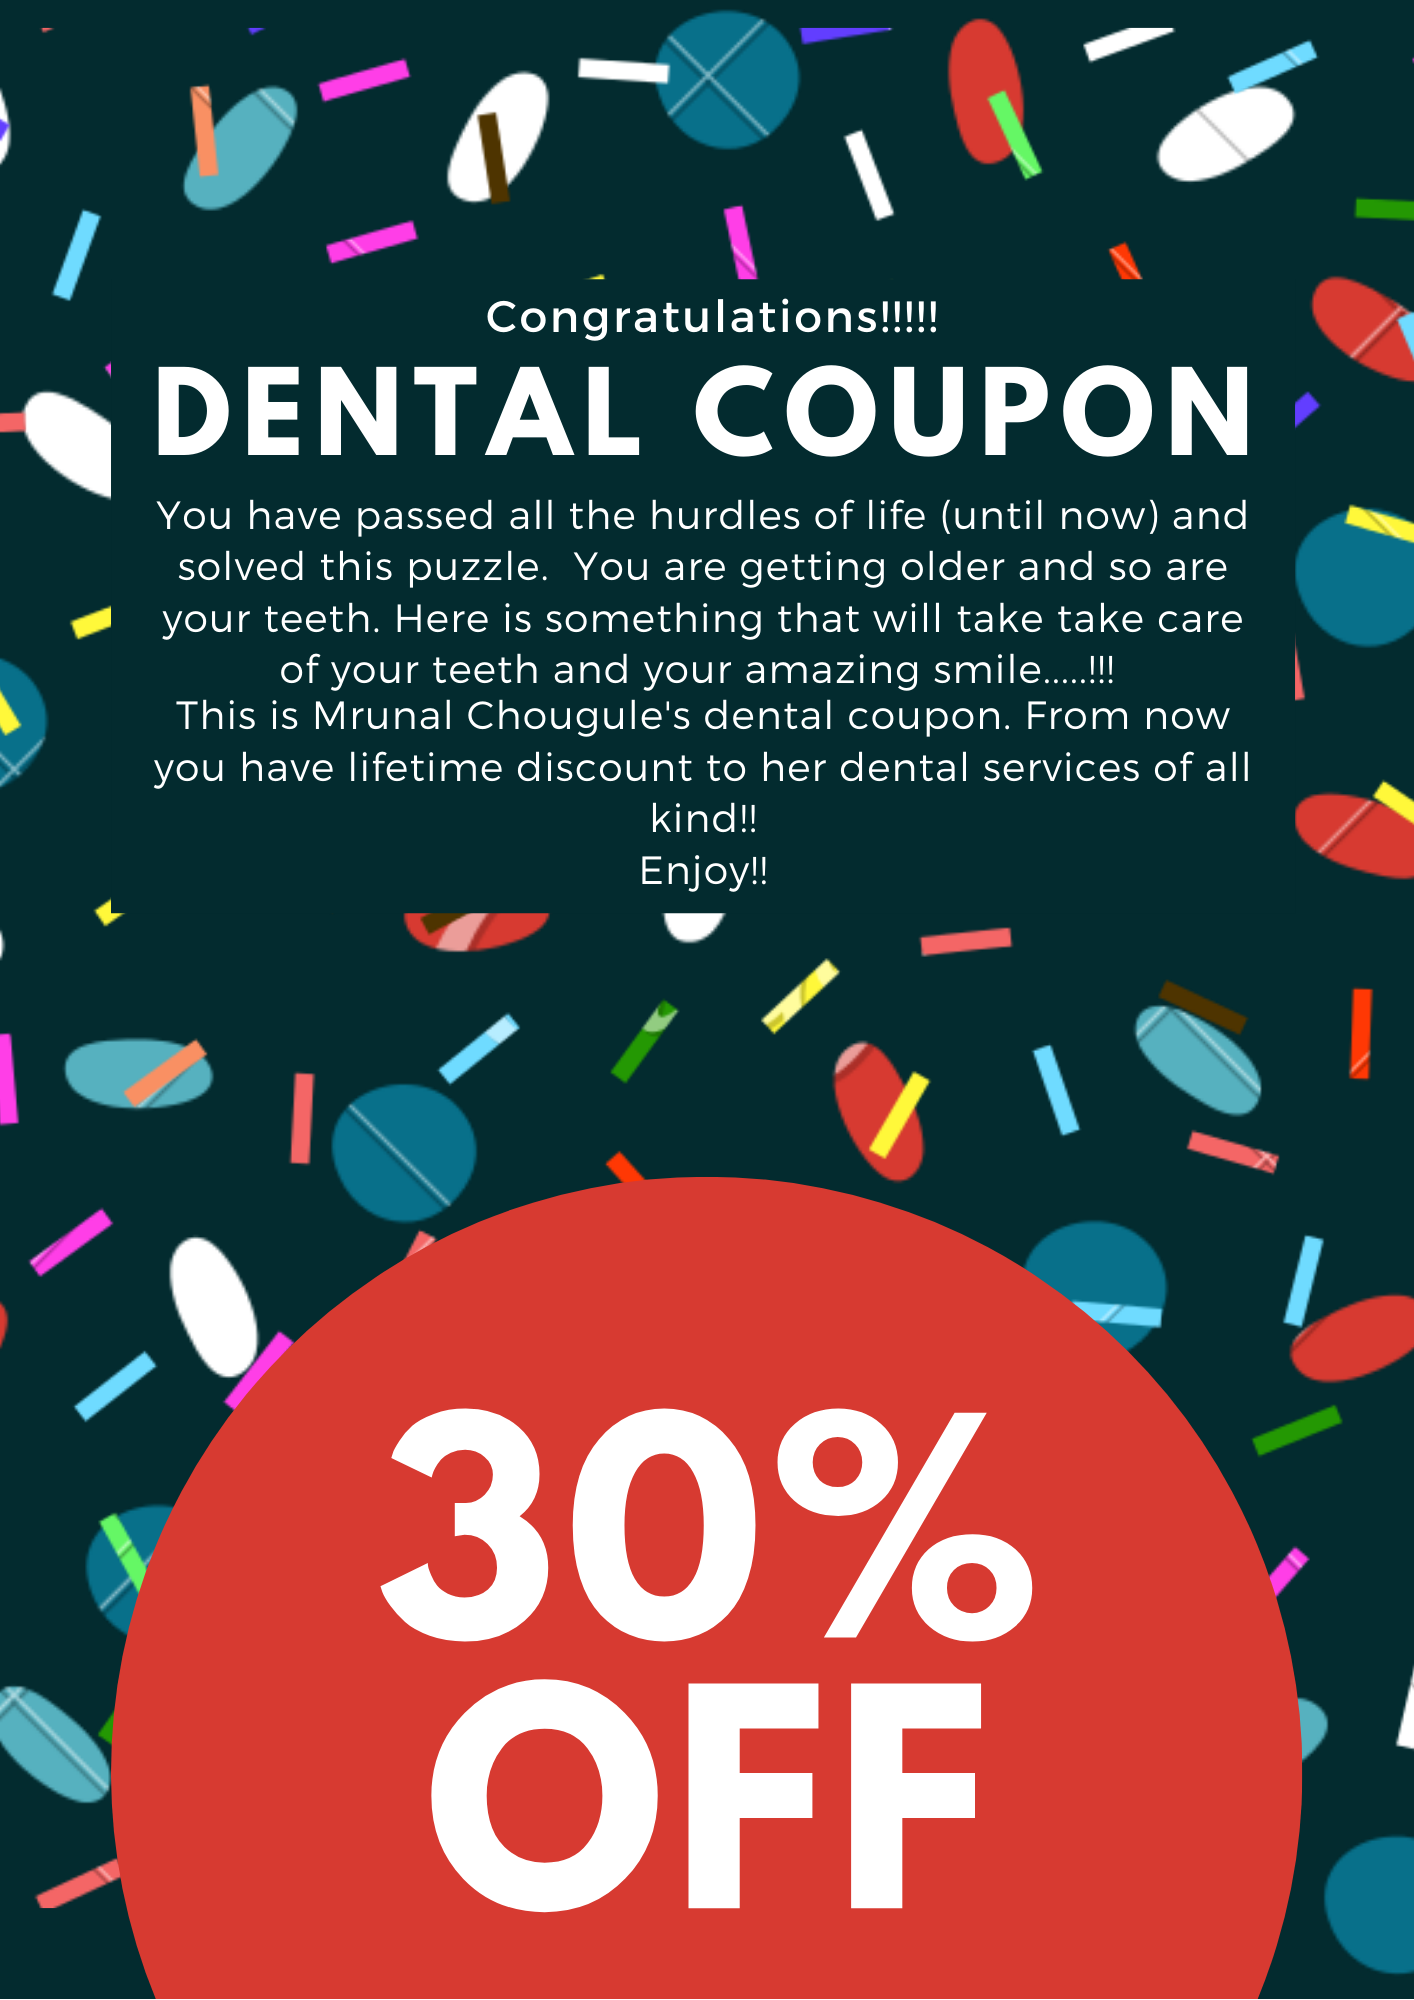 Congratulations!!!!!
DENTAL COUPON
You have passed all the hurdles of life (until now) and
solved this puzzle.  You are getting older and so are
your teeth. Here is something that will take take care
of your teeth and your amazing smile.....!!!
This is Mrunal Chougule's dental coupon. From now
you have lifetime discount to her dental services of all
kind!!
Enjoy!!
30%
OFF